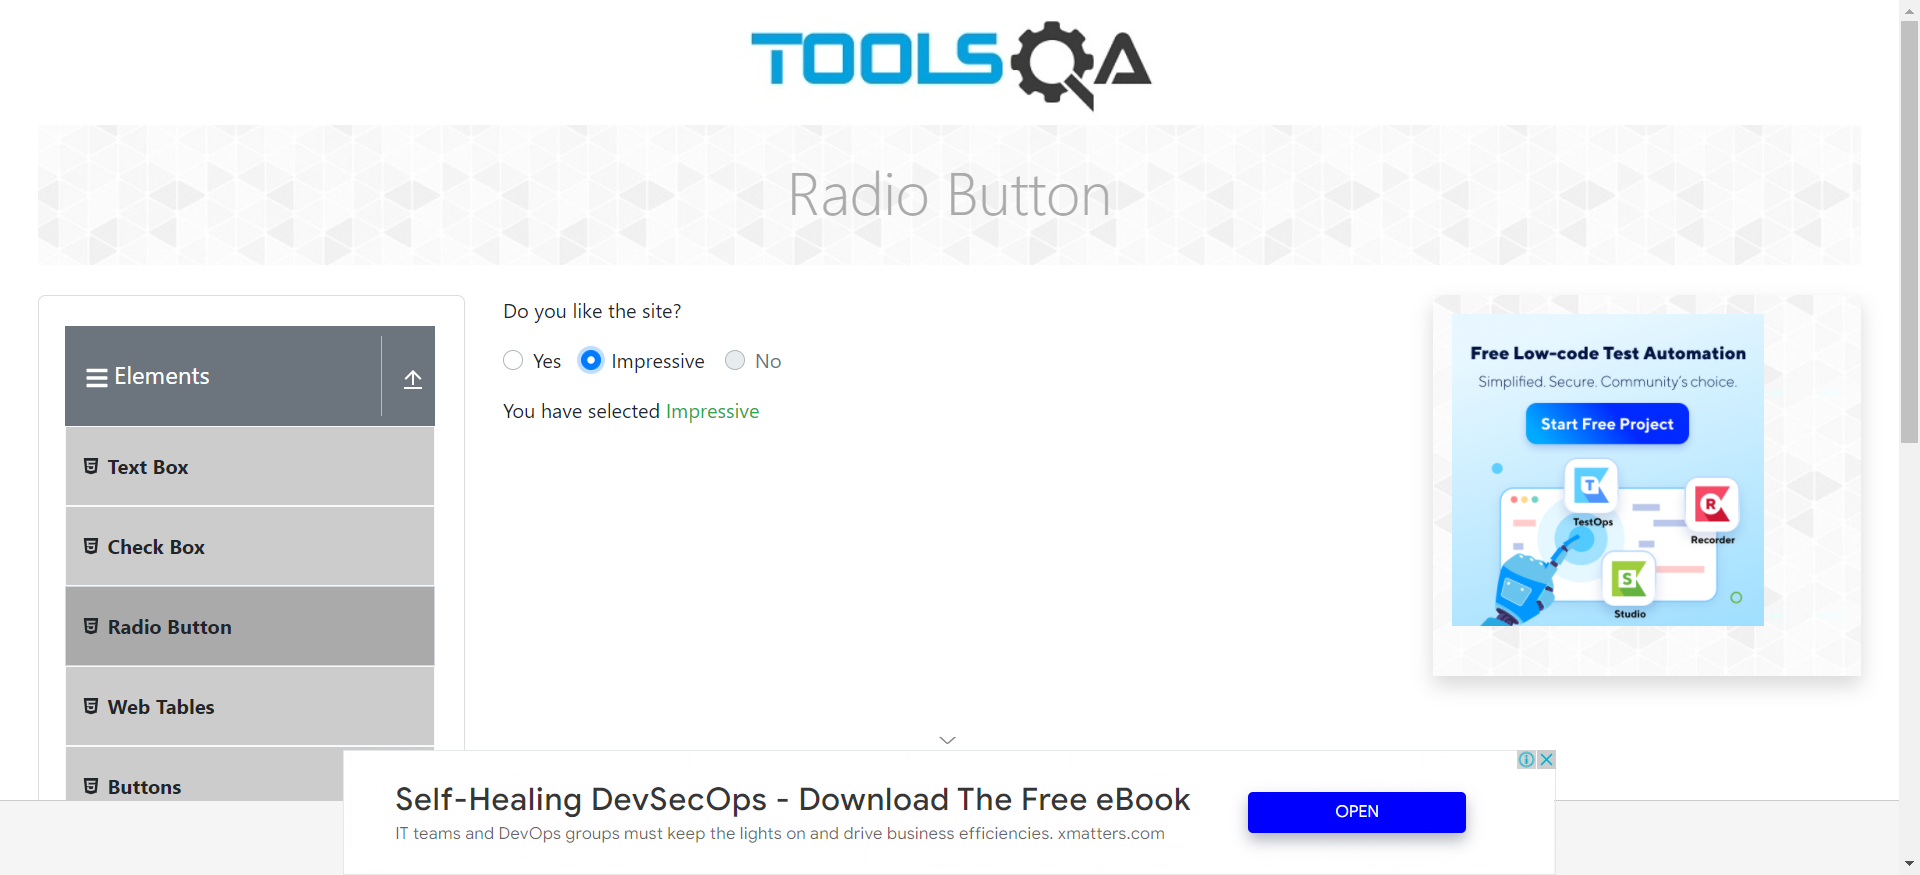 TOOLSQA
Radio Button
Elements
Text Box
Check Box
Radio Button
Web Tables
Buttons
Do you like the site?
Yes Impressive No
You have selected Impressive
Free Low-code Test Automation
Simplified. Secure. Community's choice.
Start Free Project
T
TestOps
R
Recorder
S
Studio
Self-Healing DevSecOps - Download The Free eBook
IT teams and DevOps groups must keep the lights on and drive business efficiencies. xmatters.com
OPEN